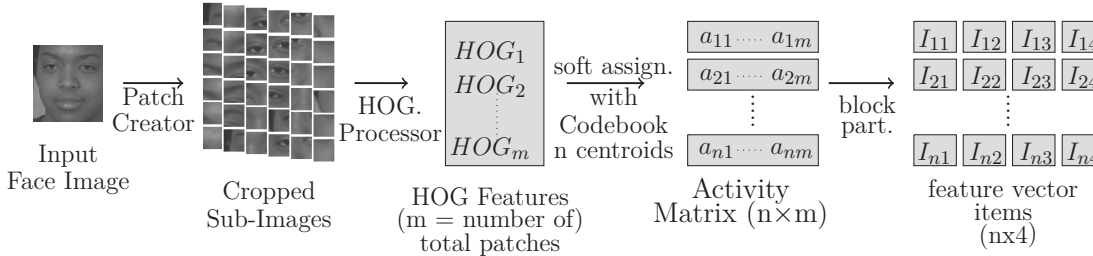 Input
Face Image
Patch
Creator
Cropped
Sub-Images
HOG.
Processor
HOG1
HOG2
HOGm
HOG Features
(m = number of)
total patches
soft assign.
with
Codebook
n centroids
a11 ..... a1m
a21 ..... a2m
an1 ..... anm
Activity
Matrix (n×m)
block
part.
I11 I12 I13 I14
I21 I22 I23 I24
In1 In2 In3 In4
feature vector
items
(nx4)